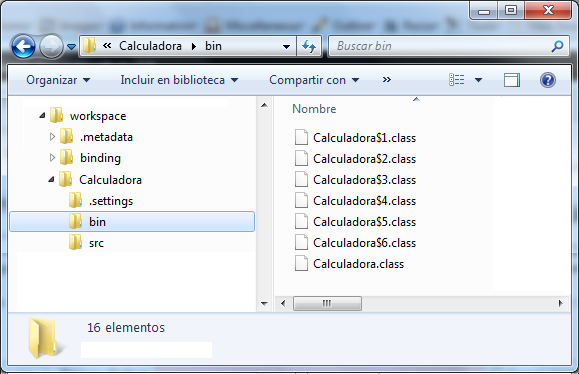 « Calculadora ▸ bin
Buscar bin
Organizar Incluir en biblioteca Compartir con »
workspace
.metadata
binding
Calculadora
.settings
bin
src
Nombre
Calculadora$1.class
Calculadora$2.class
Calculadora$3.class
Calculadora$4.class
Calculadora$5.class
Calculadora$6.class
Calculadora.class
16 elementos